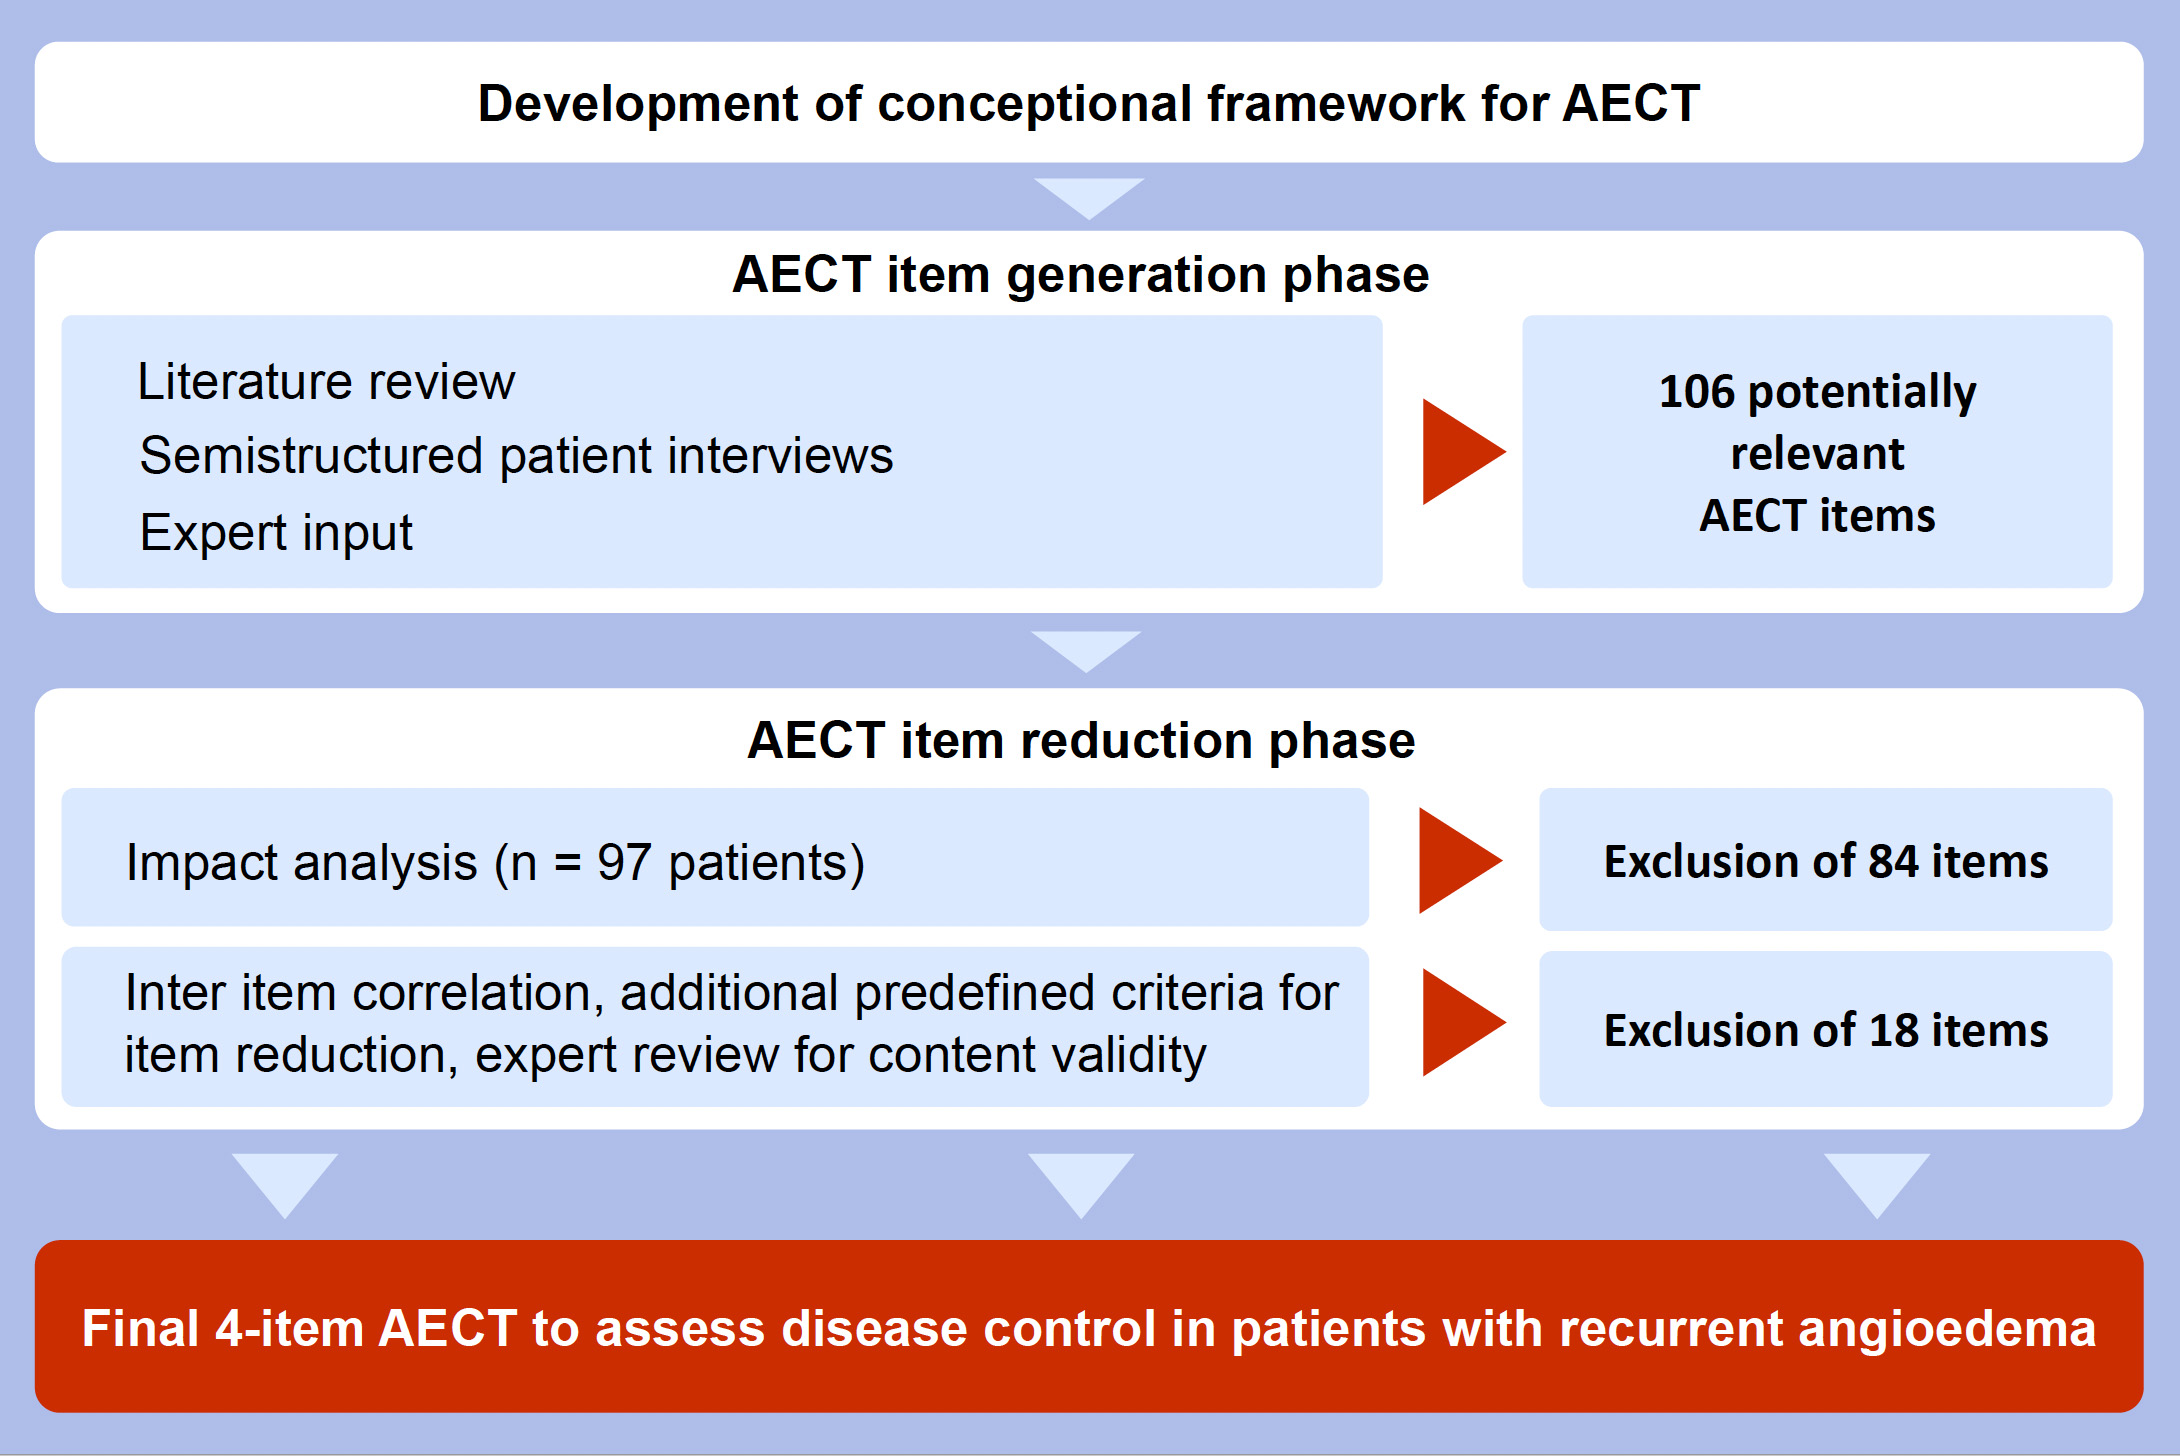 Development of conceptional framework for AECT
AECT item generation phase
Literature review
Semistructured patient interviews
Expert input
106 potentially
relevant
AECT items
AECT item reduction phase
Impact analysis (n = 97 patients)
Exclusion of 84 items
Inter item correlation, additional predefined criteria for
item reduction, expert review for content validity
Exclusion of 18 items
Final 4-item AECT to assess disease control in patients with recurrent angioedema